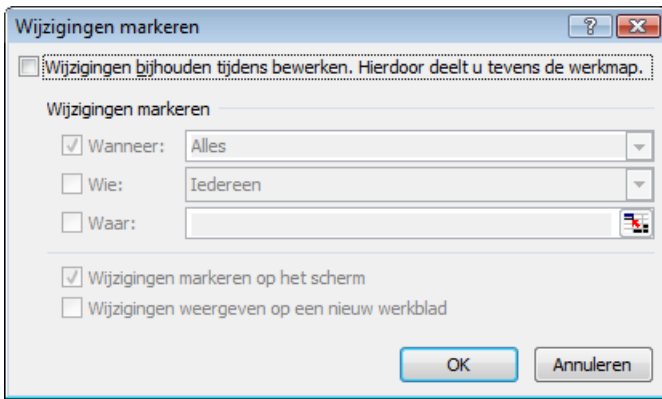 Wijzigingen markeren
Wijzigingen bijhouden tijdens bewerken. Hierdoor deelt u tevens de werkmap.
Wijzigingen markeren
Wanneer: Alles
Wie: Iedereen
Waar:
Wijzigingen markeren op het scherm
Wijzigingen weergeven op een nieuw werkblad
OK Annuleren